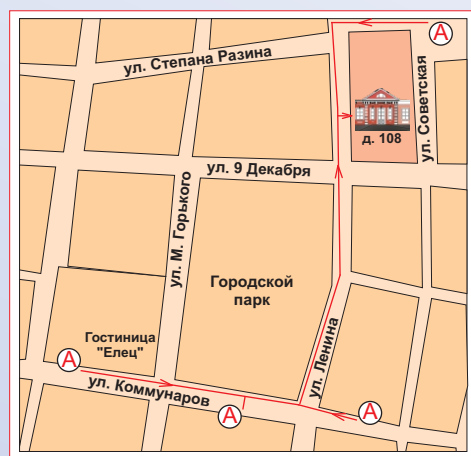 А
ул. Степана Разина
ул. Советская
д. 108
ул. 9 Декабря
ул. М. Горького
Городской
парк
Гостиница
"Елец"
ул. Ленина
А
ул. Коммунаров
А
А